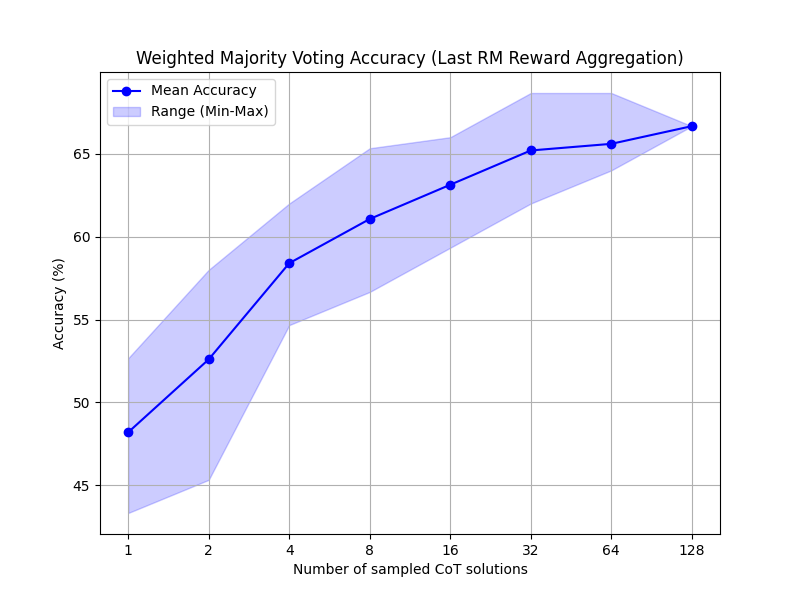 Weighted Majority Voting Accuracy (Last RM Reward Aggregation)
Mean Accuracy
Range (Min-Max)
Accuracy (%)
65
60
55
50
45
1 2 4 8 16 32 64 128
Number of sampled CoT solutions